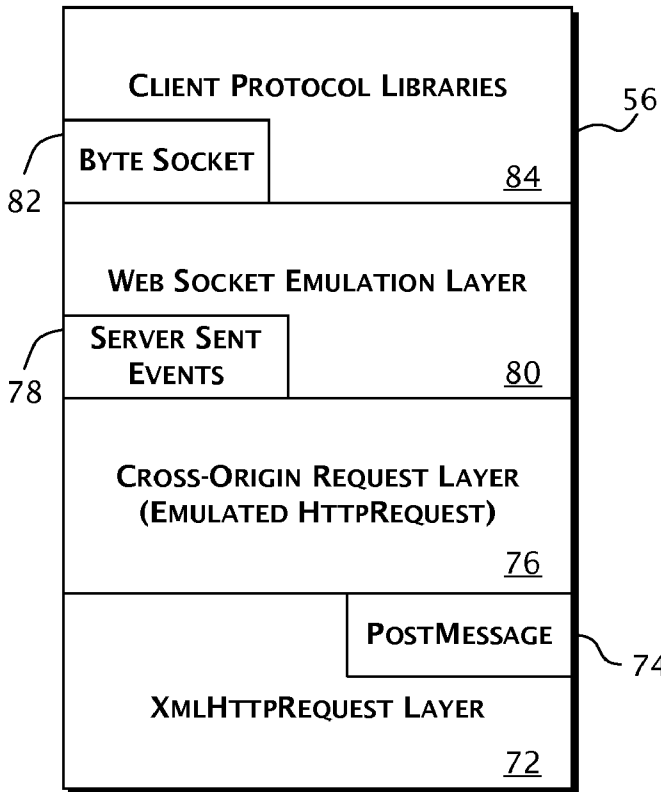 CLIENT PROTOCOL LIBRARIES
56
BYTE SOCKET
82
84
WEB SOCKET EMULATION LAYER
SERVER SENT
EVENTS
78
80
CROSS-ORIGIN REQUEST LAYER
(EMULATED HTTPREQUEST)
76
POSTMESSAGE
74
XMLHTTPREQUEST LAYER
72